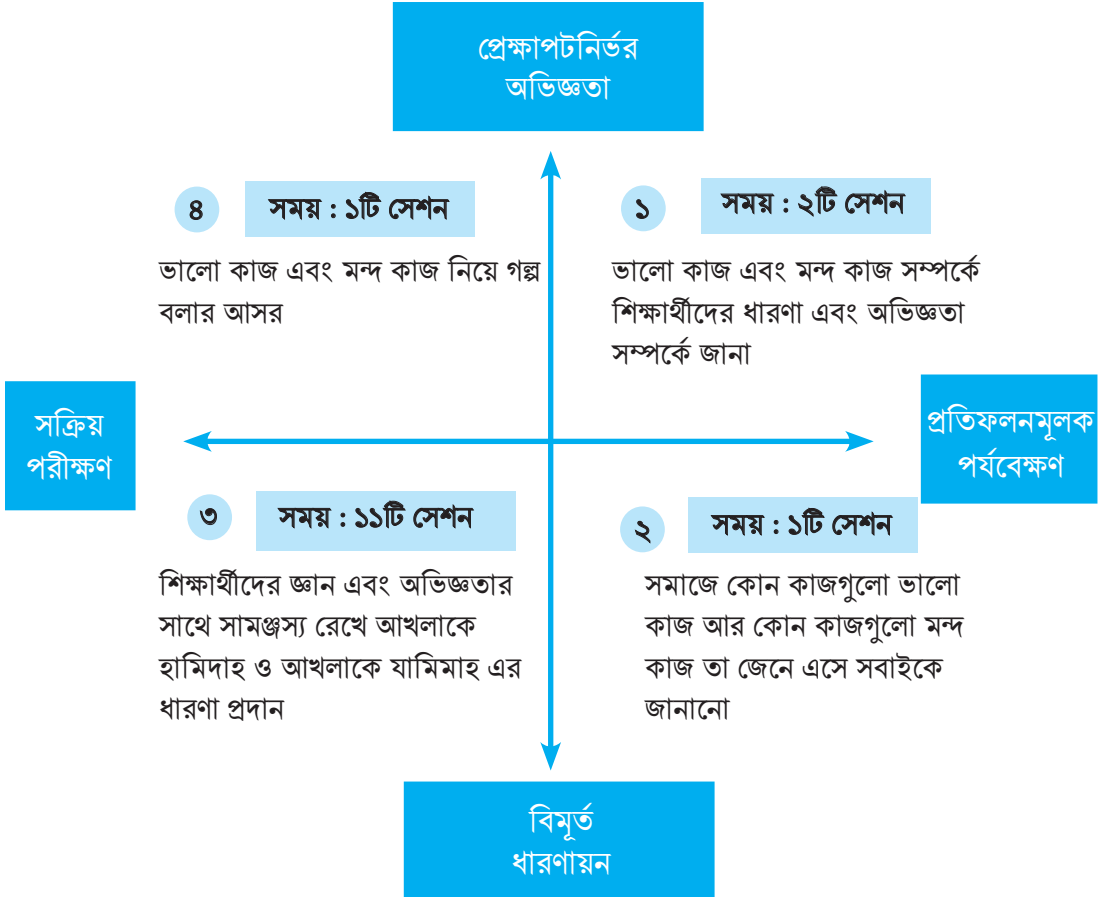 প্রেক্ষাপটনির্ভর
অভিজ্ঞতা
৪
সময় : ১টি সেশন
ভালো কাজ এবং মন্দ কাজ নিয়ে গল্প
বলার আসর
১
সময় : ২টি সেশন
ভালো কাজ এবং মন্দ কাজ সম্পর্কে
শিক্ষার্থীদের ধারণা এবং অভিজ্ঞতা
সম্পর্কে জানা
সক্রিয়
পরীক্ষণ
প্রতিফলনমূলক
পর্যবেক্ষণ
৩
সময় : ১১টি সেশন
শিক্ষার্থীদের জ্ঞান এবং অভিজ্ঞতার
সাথে সামঞ্জস্য রেখে আখলাকে
হামিদাহ ও আখলাকে যামিমাহ এর
ধারণা প্রদান
২
সময় : ১টি সেশন
সমাজে কোন কাজগুলো ভালো
কাজ আর কোন কাজগুলো মন্দ
কাজ তা জেনে এসে সবাইকে
জানানো
বিমূর্ত
ধারণায়ন